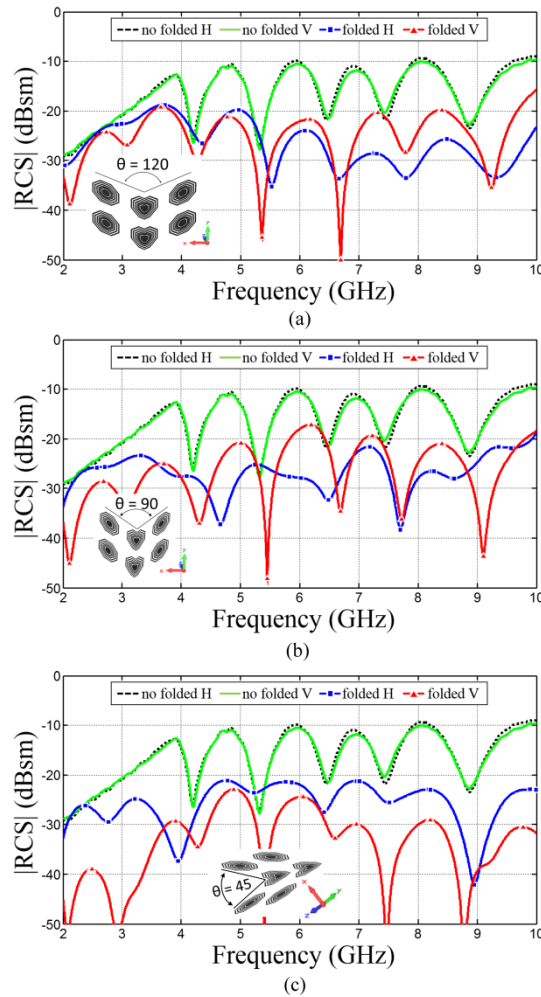 no folded H no folded V folded H folded V
0
-10
-20
-30
-40
-50
|RCS| (dBsm)
θ = 120
x
y
2 3 4 5 6 7 8 9 10
Frequency (GHz)
(a)
no folded H no folded V folded H folded V
0
-10
-20
-30
-40
-50
|RCS| (dBsm)
θ = 90
x
y
2 3 4 5 6 7 8 9 10
Frequency (GHz)
(b)
no folded H no folded V folded H folded V
0
-10
-20
-30
-40
-50
|RCS| (dBsm)
θ = 45
x
y
z
2 3 4 5 6 7 8 9 10
Frequency (GHz)
(c)